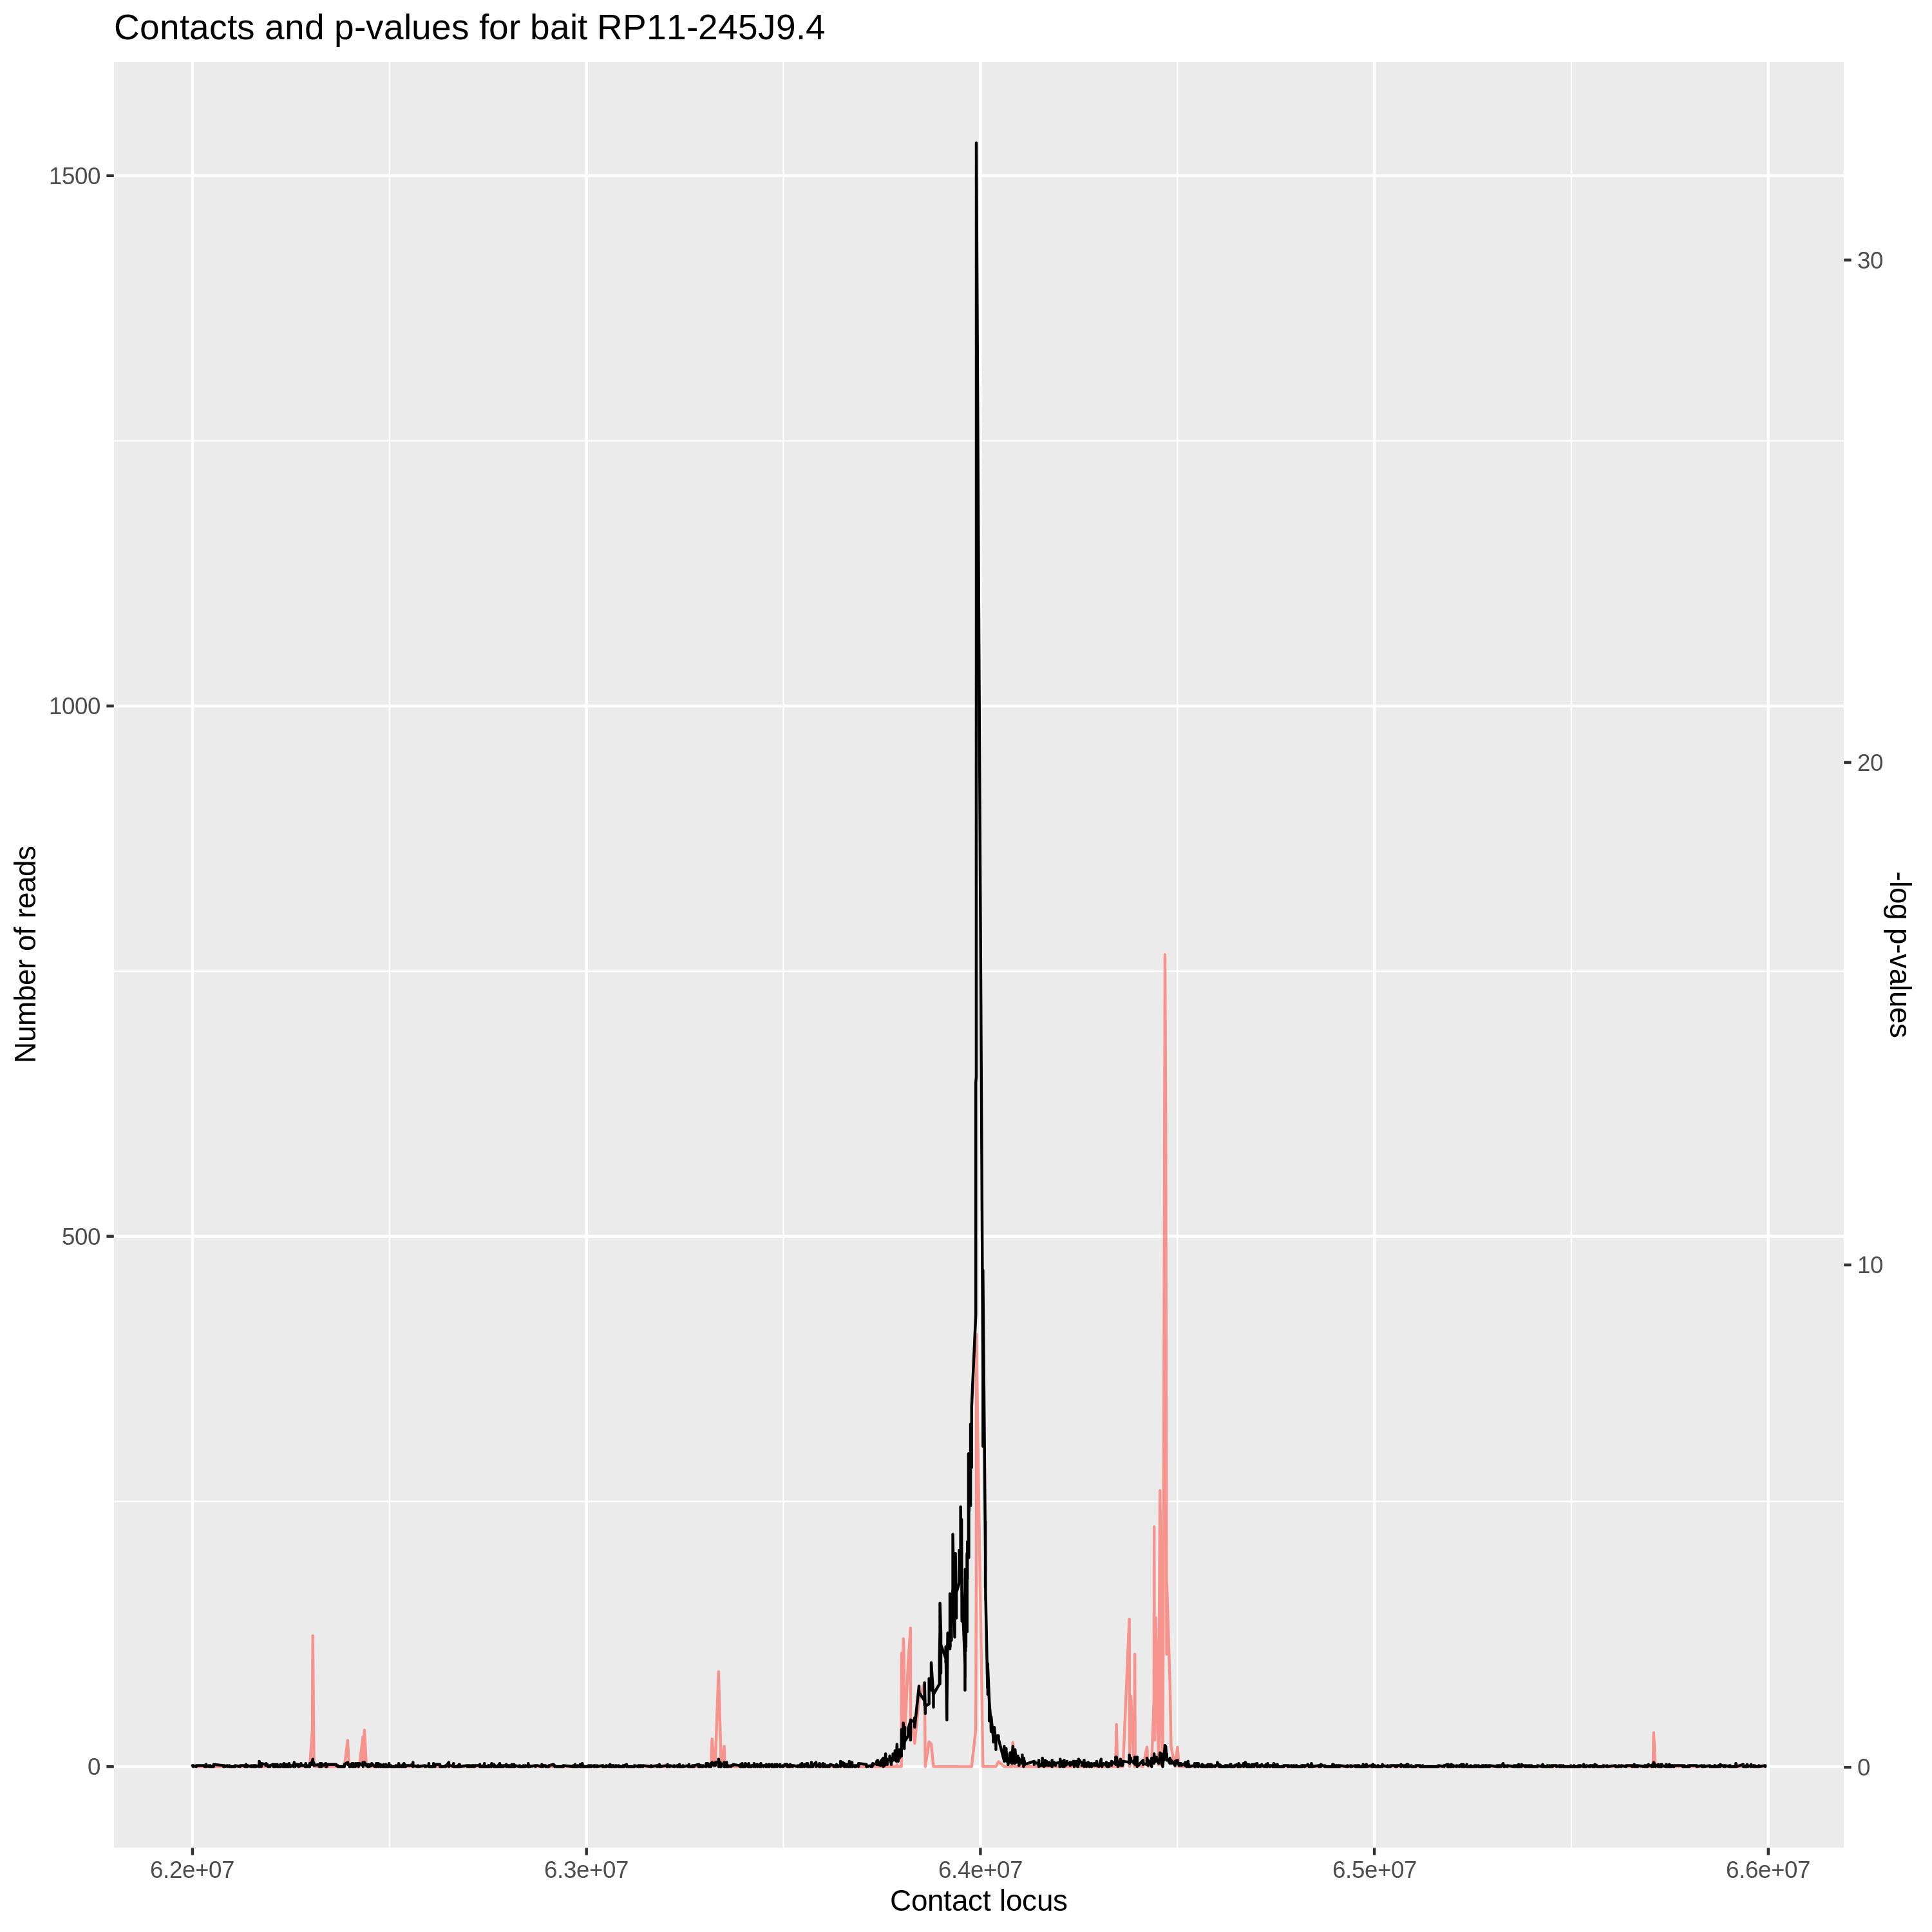 Contacts and p-values for bait RP11-245J9.4
1500
1000
500
0
Number of reads
30
20
10
0
-log p-values
6.2e+07
6.3e+07
6.4e+07
6.5e+07
6.6e+07
Contact locus